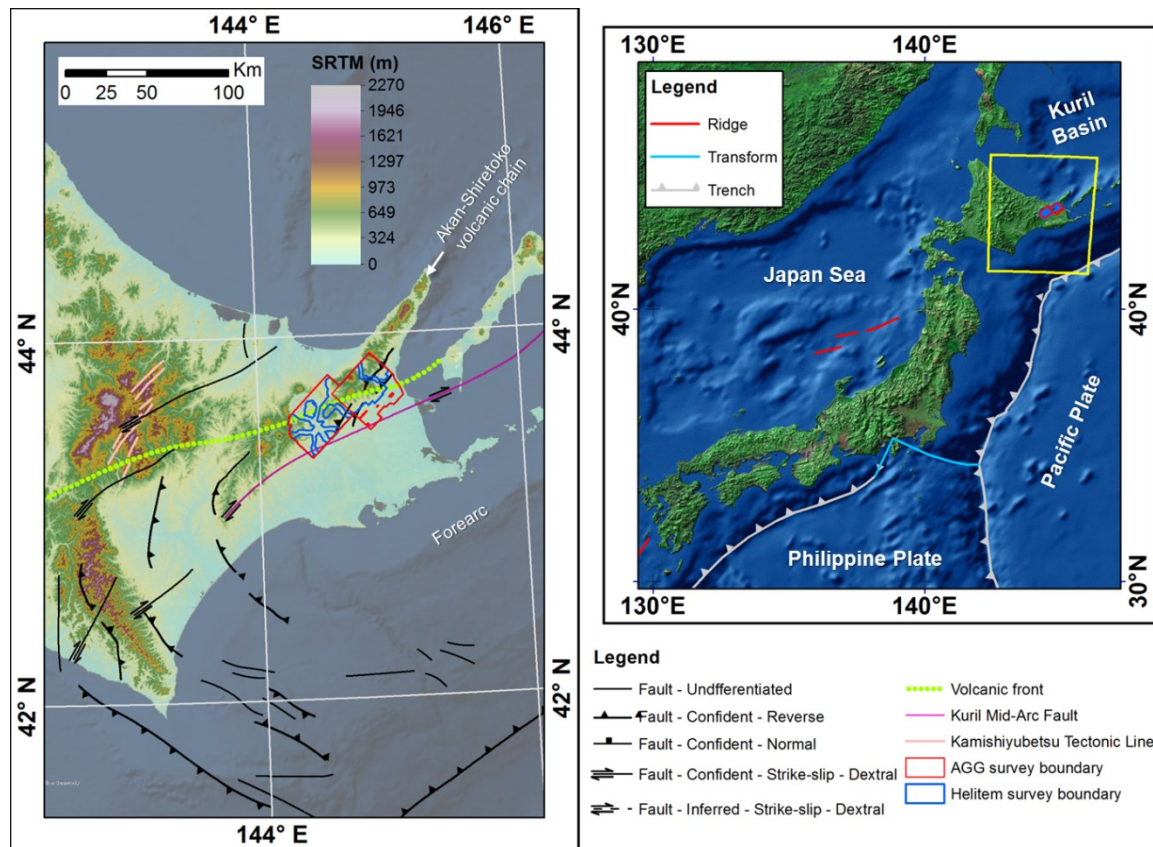 144° E
146° E
Km
0 25 50 100
SRTM (m)
2270
1946
1621
1297
973
649
324
0
Akan-Shiretoko
volcanic chain
44° N
44° N
Forearc
42° N
42° N
144° E
130°E
140°E
Legend
Ridge
Transform
Trench
Kuril
Basin
Japan Sea
40°N
40°N
Pacific Plate
Philippine Plate
30°N
130°E
140°E
Legend
Fault - Undfferentiated
Fault - Confident - Reverse
Fault - Confident - Normal
Fault - Confident - Strike-slip - Dextral
Fault - Inferred - Strike-slip - Dextral
Volcanic front
Kuril Mid-Arc Fault
Kamishiyubetsu Tectonic Line
AGG survey boundary
Helitem survey boundary